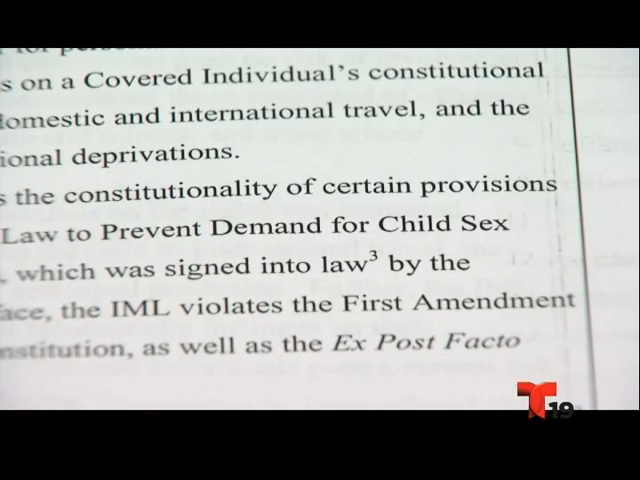 for
s on a Covered Individual's constitutional
domestic and international travel, and the
ional deprivations.
s the constitutionality of certain provisions
Law to Prevent Demand for Child Sex
, which was signed into law³ by the
ace, the IML violates the First Amendment
nstitution, as well as the Ex Post Facto
T 19